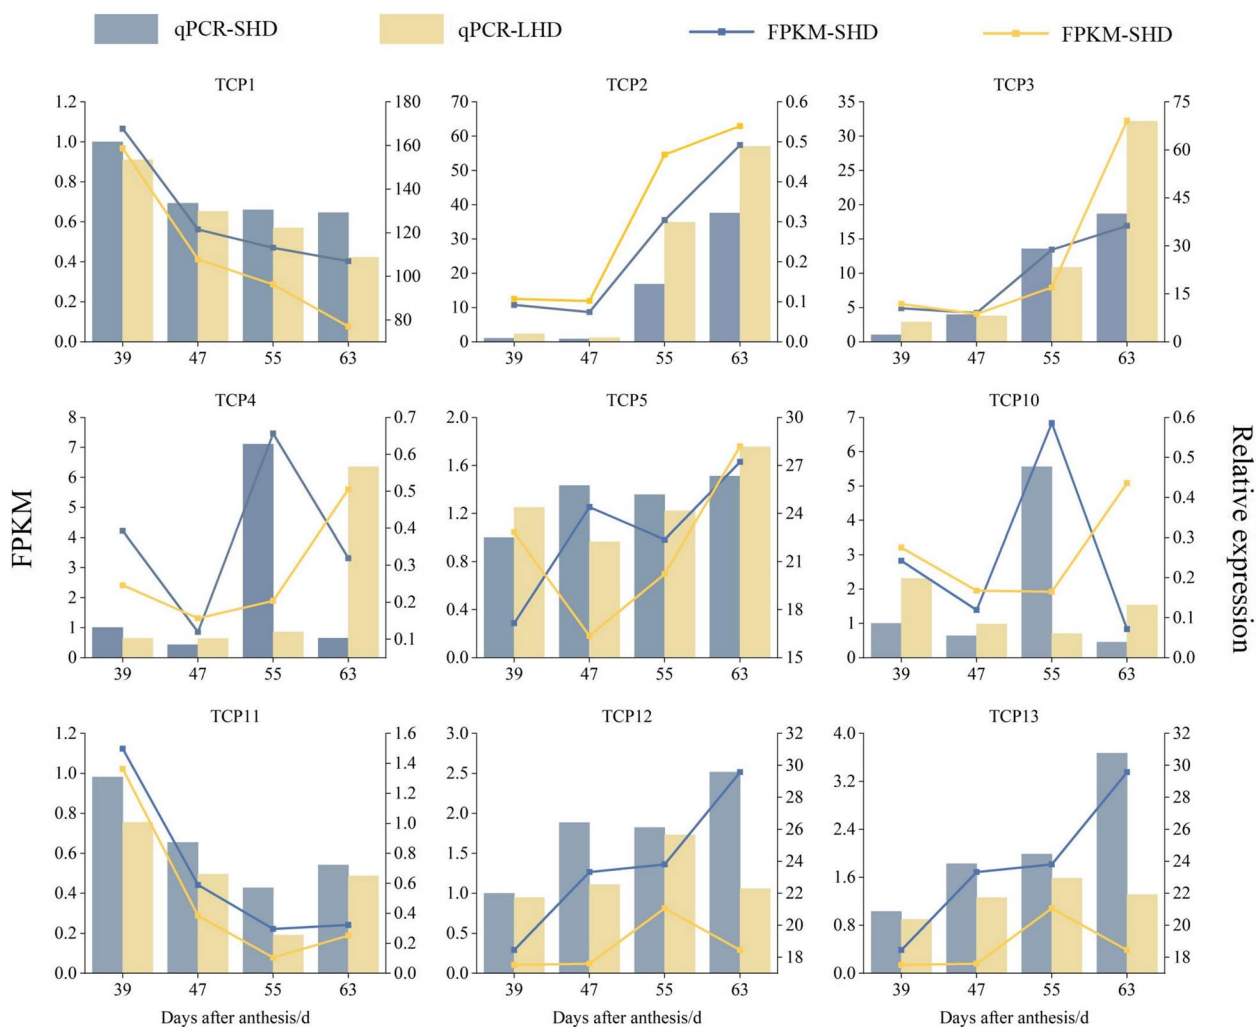 qPCR-SHD qPCR-LHD FPKM-SHD FPKM-SHD
TCP1 TCP2 TCP3
1.2 180 70 0.6 35 75
1.0 160 60 0.5 30 60
0.8 140 50 0.4 25 45
0.6 120 40 0.3 20 30
0.4 100 30 0.2 15 15
0.2 80 20 0.1 10 0
0.0 10 0.0 5
0 0
39 47 55 63 39 47 55 63 39 47 55 63
TCP4 TCP5 TCP10
8 0.7 2.0 30 7 0.6
7 0.6 1.6 27 6 0.5
6 0.5 1.2 24 5 0.4
5 0.4 0.8 21 4 0.3
4 0.3 0.4 18 3 0.2
3 0.2 0.0 15 2 0.1
2 0.1 1 0.0
1 0
0
39 47 55 63 39 47 55 63 39 47 55 63
FPKM
Relative expression
TCP11 TCP12 TCP13
1.2 1.6 3.0 32 4.0 32
1.0 1.4 2.5 30 3.2 30
0.8 1.2 2.0 28 2.4 28
0.6 1.0 1.5 26 1.6 26
0.4 0.8 1.0 24 0.8 24
0.2 0.6 0.5 22 0.0 22
0.0 0.4 0.0 20 20
0.2 18 18
0.0
39 47 55 63 39 47 55 63 39 47 55 63
Days after anthesis/d Days after anthesis/d Days after anthesis/d